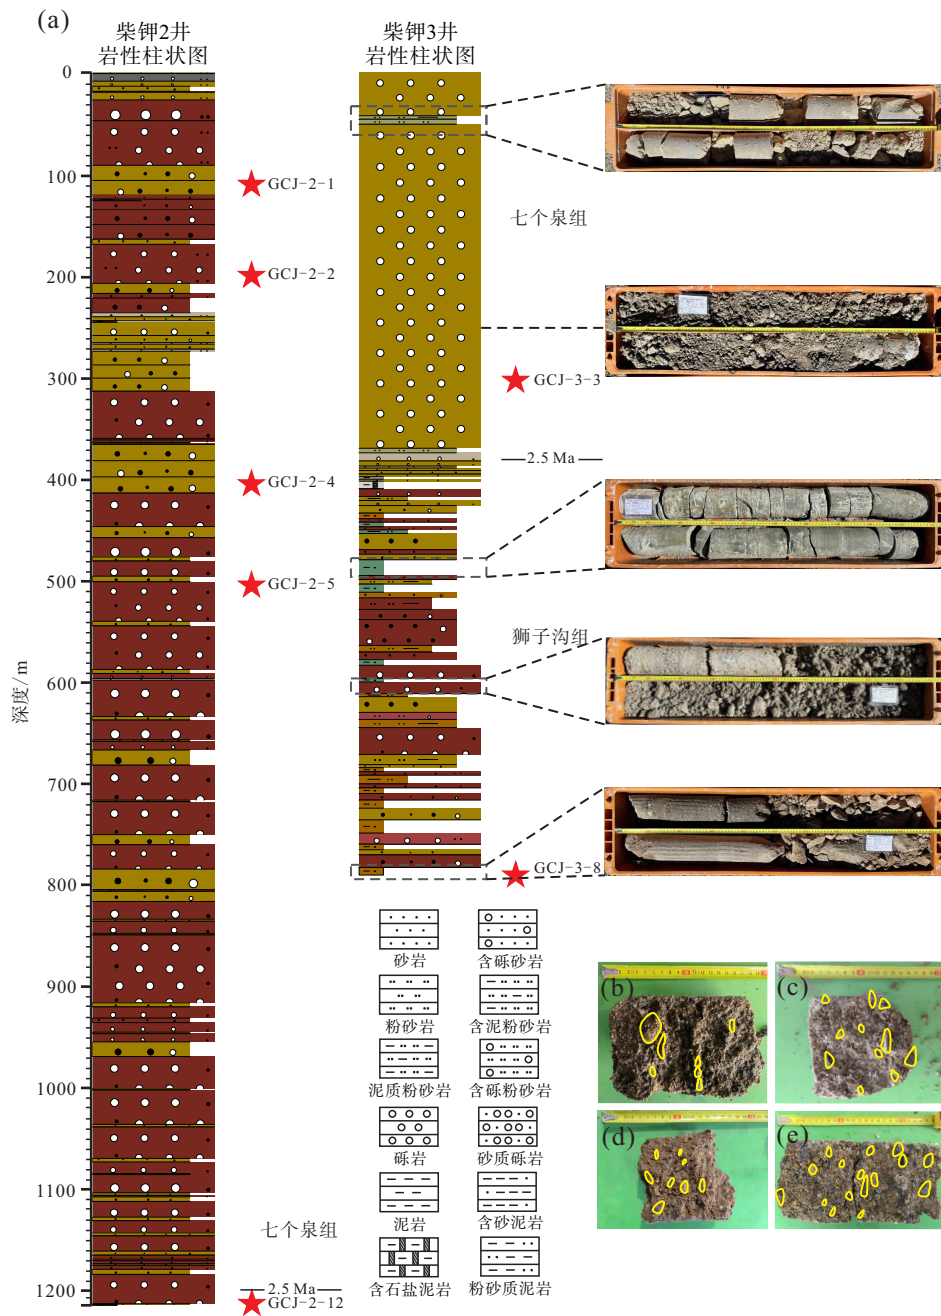 (a)
柴钾2井
岩性柱状图
柴钾3井
岩性柱状图
0
100
200
300
400
500
600
700
800
900
1000
1100
1200
深度/m
GCJ-2-1
GCJ-2-2
GCJ-2-4
GCJ-2-5
七个泉组
2.5 Ma
GCJ-2-12
七个泉组
GCJ-3-3
2.5 Ma
狮子沟组
GCJ-3-8
砂岩
含砾砂岩
粉砂岩
含泥粉砂岩
泥质粉砂岩
含砾粉砂岩
砾岩
砂质砾岩
泥岩
含砂泥岩
含石盐泥岩
粉砂质泥岩
(b)
(c)
(d)
(e)